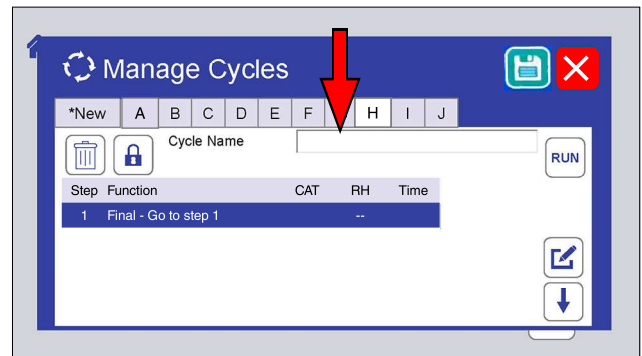 Manage Cycles
*New A B C D E F H I J
Cycle Name
RUN
Step Function CAT RH Time
1 Final - Go to step 1 --